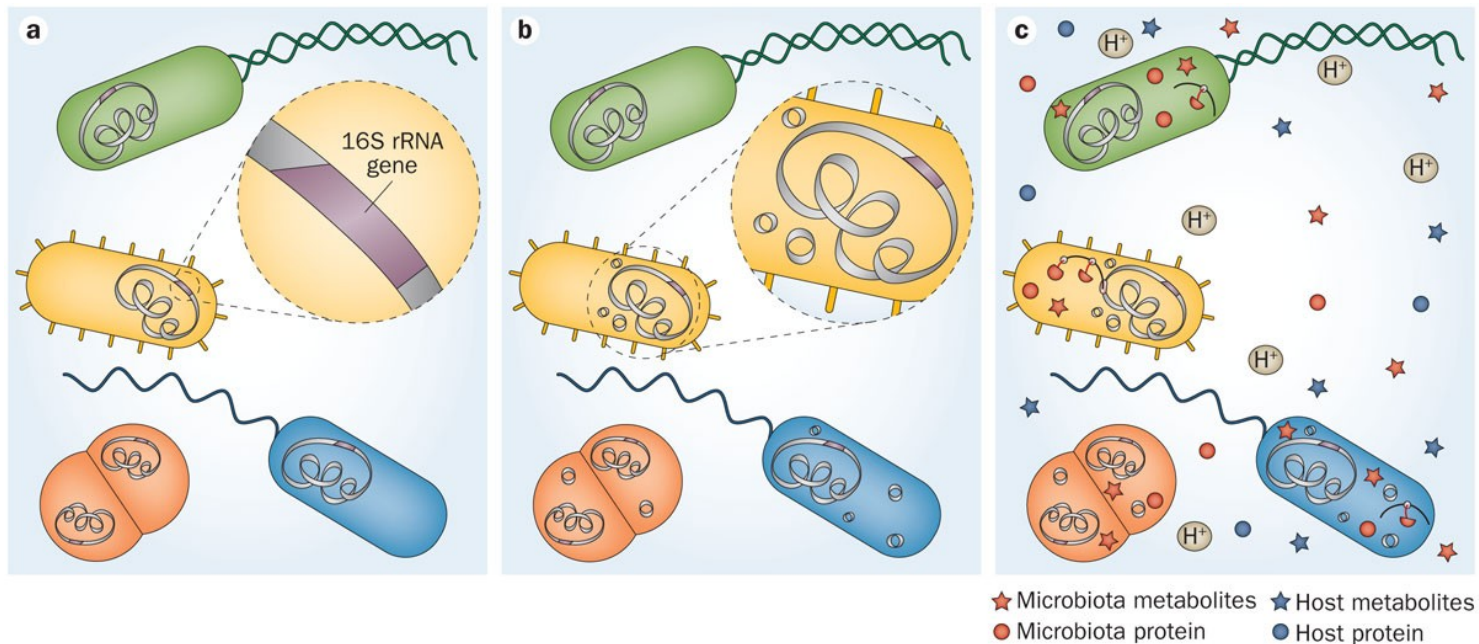 a
16S rRNA
gene
b
c
H+
H+
H+
H+
H+
H+
Microbiota metabolites
Host metabolites
Microbiota protein
Host protein